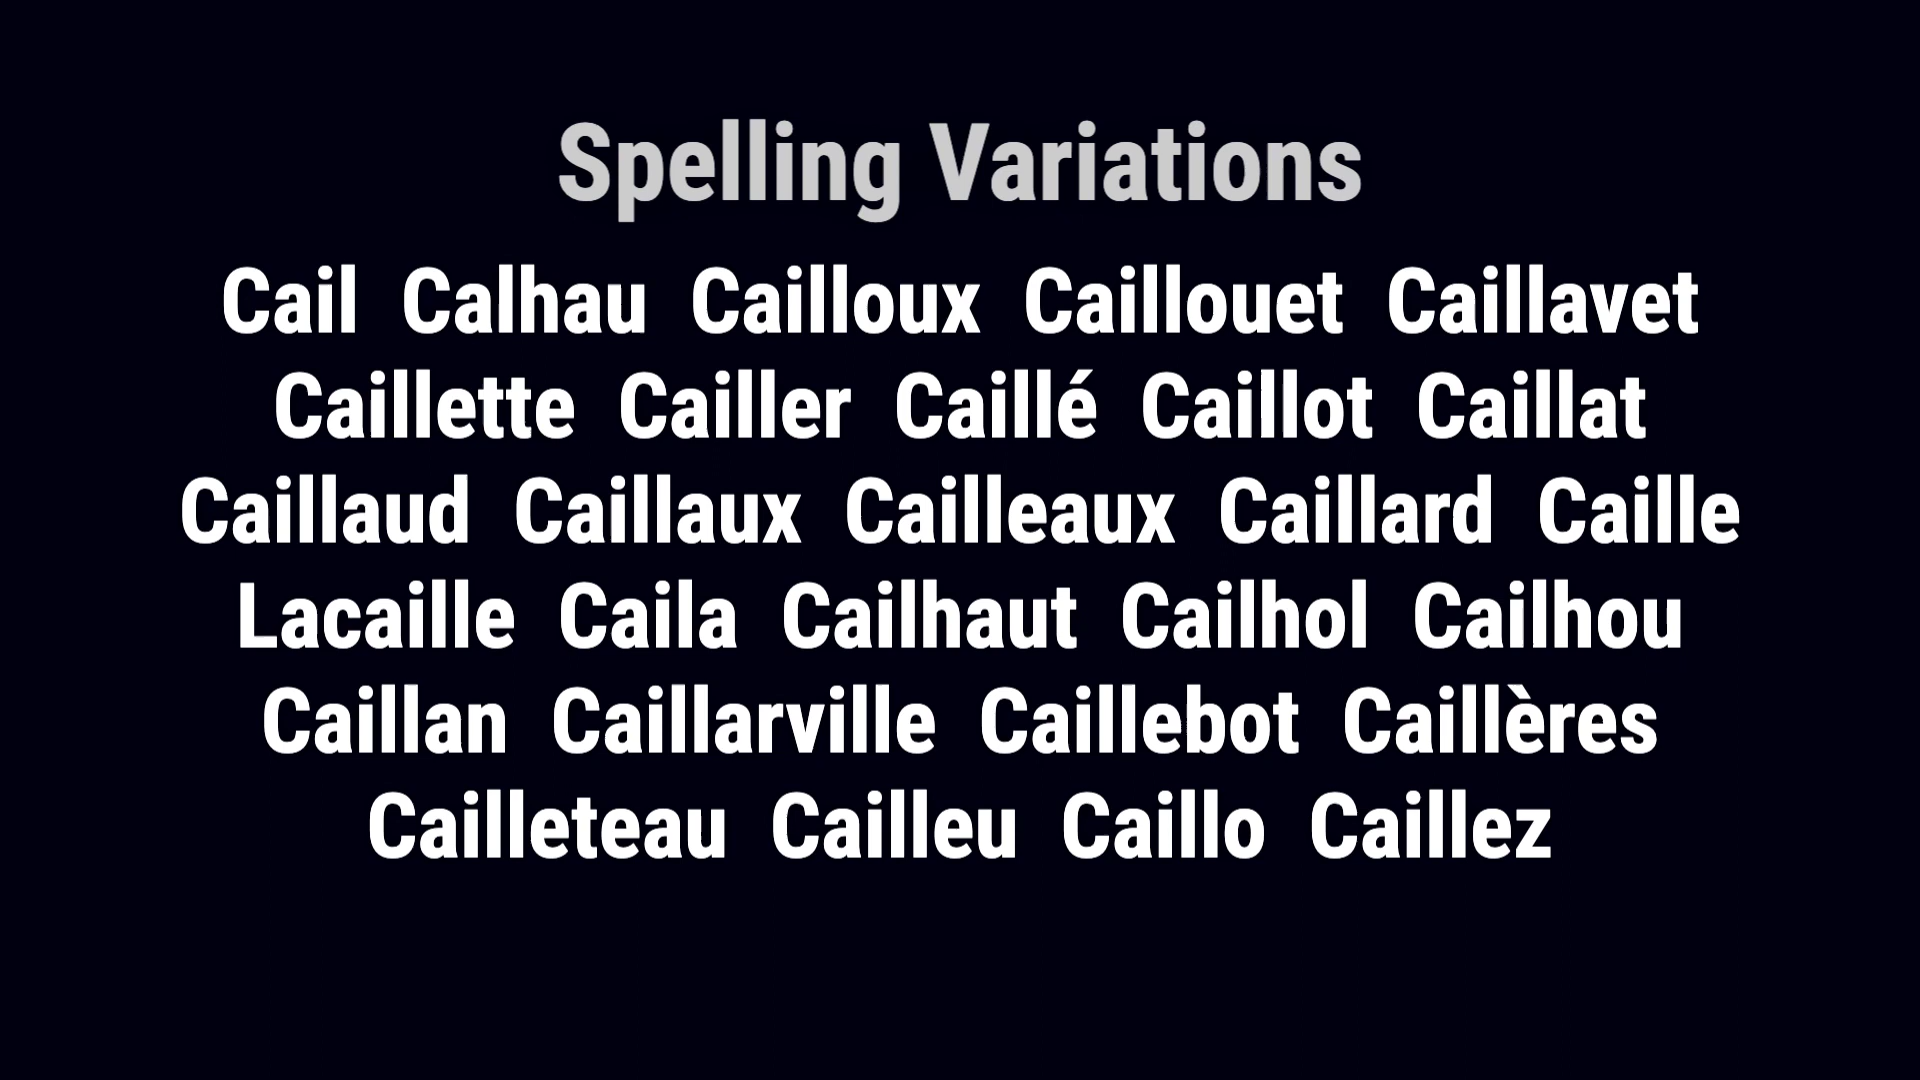 Spelling Variations
Cail Calhau Cailloux Caillouet Caillavet
Caillette Cailler Caillé Caillot Caillat
Caillaud Caillaux Cailleaux Caillard Caille
Lacaille Caila Cailhaut Cailhol Cailhou
Caillan Caillarville Caillebot Caillères
Cailleteau Cailleu Caillo Caillez